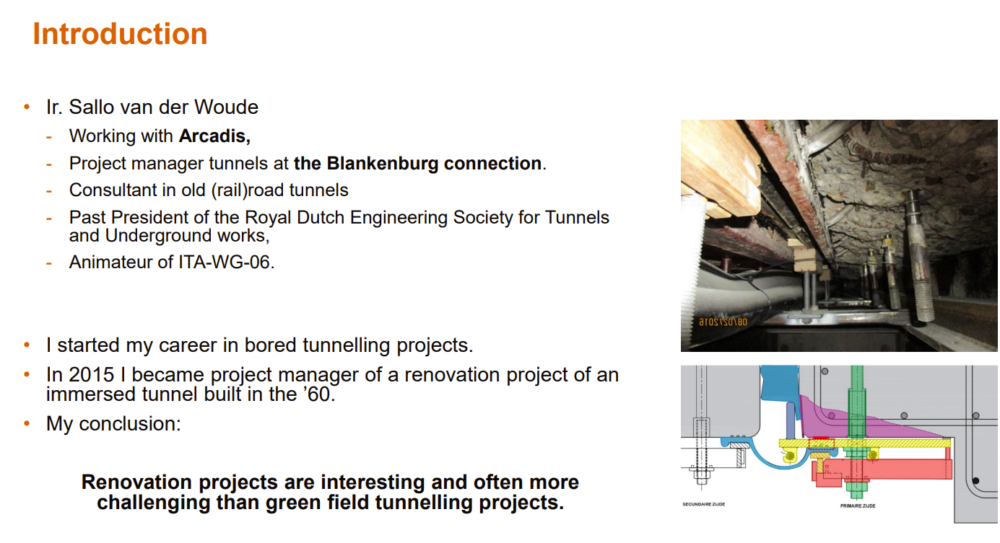 Introduction
• Ir. Sallo van der Woude
- Working with Arcadis,
- Project manager tunnels at the Blankenburg connection.
- Consultant in old (rail)road tunnels
- Past President of the Royal Dutch Engineering Society for Tunnels
and Underground works,
- Animateur of ITA-WG-06.
• I started my career in bored tunnelling projects.
• In 2015 I became project manager of a renovation project of an
immersed tunnel built in the ’60.
• My conclusion:
Renovation projects are interesting and often more
challenging than green field tunnelling projects.
08/02/2016
SECUNDAIRE ZIJDE
PRIMAIRE ZIJDE